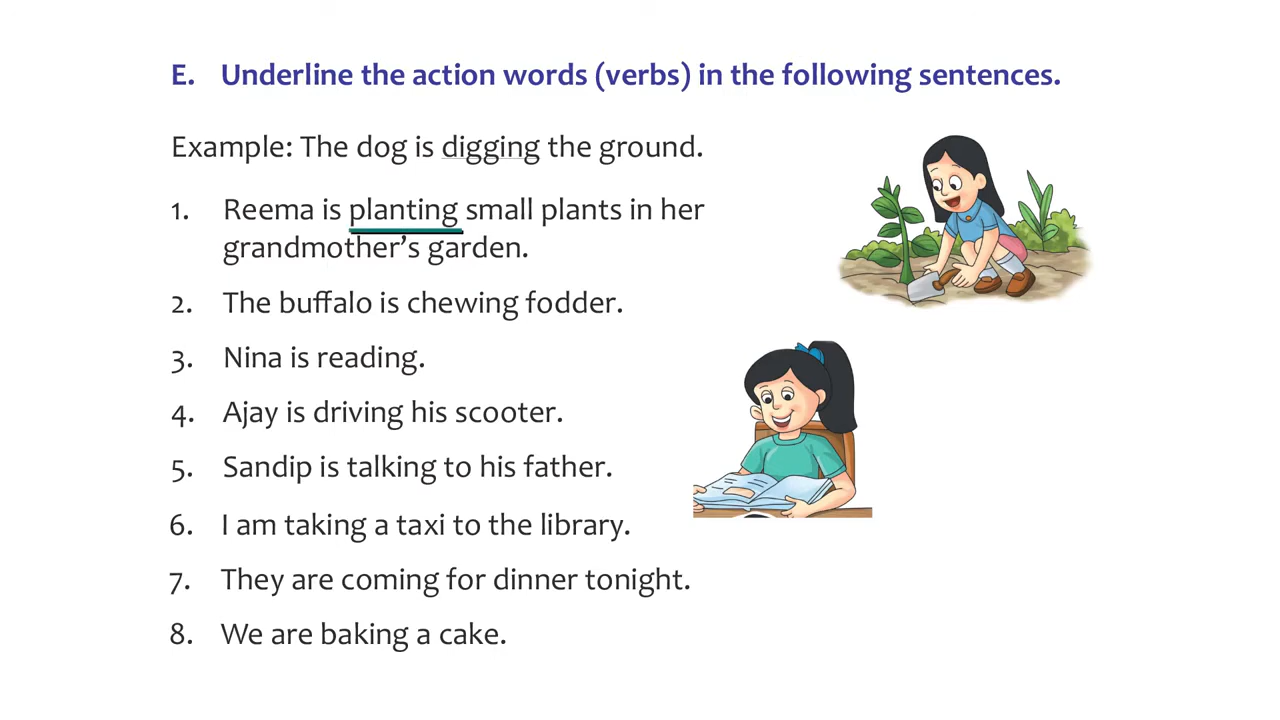 E. Underline the action words (verbs) in the following sentences.
Example: The dog is digging the ground.
1. Reema is planting small plants in her
grandmother’s garden.
2. The buffalo is chewing fodder.
3. Nina is reading.
4. Ajay is driving his scooter.
5. Sandip is talking to his father.
6. I am taking a taxi to the library.
7. They are coming for dinner tonight.
8. We are baking a cake.